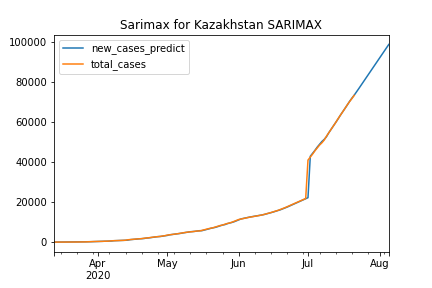 Sarimax for Kazakhstan SARIMAX
new_cases_predict
total_cases
100000
80000
60000
40000
20000
0
Apr
2020
May
Jun
Jul
Aug